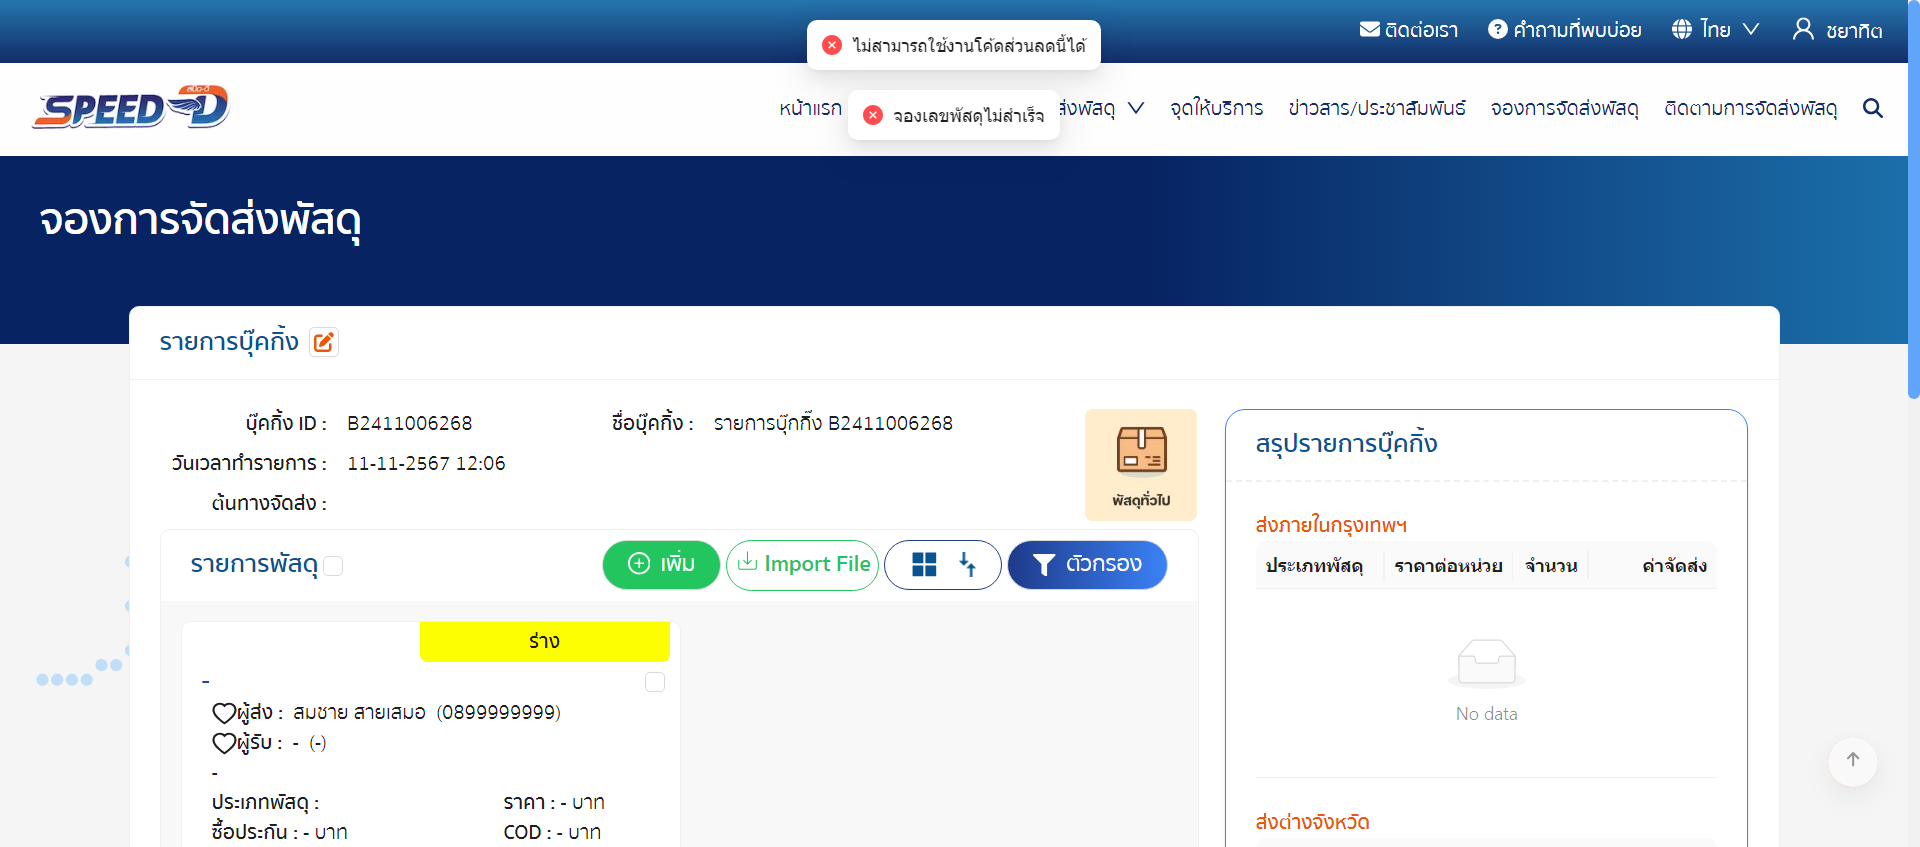 ติดต่อเรา
คำถามที่พบบ่อย
ไทย
ชยาทิต
ไม่สามารถใช้งานโค้ดส่วนลดนี้ได้
สปีด-ดี
SPEED-D
หน้าแรก
จองเลขพัสดุไม่สำเร็จ
ส่งพัสดุ
จุดให้บริการ
ข่าวสาร/ประชาสัมพันธ์
จองการจัดส่งพัสดุ
ติดตามการจัดส่งพัสดุ
จองการจัดส่งพัสดุ
รายการบุ๊คกิ้ง
บุ๊คกิ้ง ID : B2411006268
ชื่อบุ๊คกิ้ง : รายการบุ๊กกิ้ง B2411006268
วันเวลาทำรายการ : 11-11-2567 12:06
ต้นทางจัดส่ง :
พัสดุทั่วไป
รายการพัสดุ
เพิ่ม
Import File
ตัวกรอง
ร่าง
-
ผู้ส่ง : สมชาย สายเสมอ (0899999999)
ผู้รับ : - (-)
-
ประเภทพัสดุ :
ราคา : - บาท
ซื้อประกัน : - บาท
COD : - บาท
สรุปรายการบุ๊คกิ้ง
ส่งภายในกรุงเทพฯ
ประเภทพัสดุ ราคาต่อหน่วย จำนวน ค่าจัดส่ง
No data
ส่งต่างจังหวัด